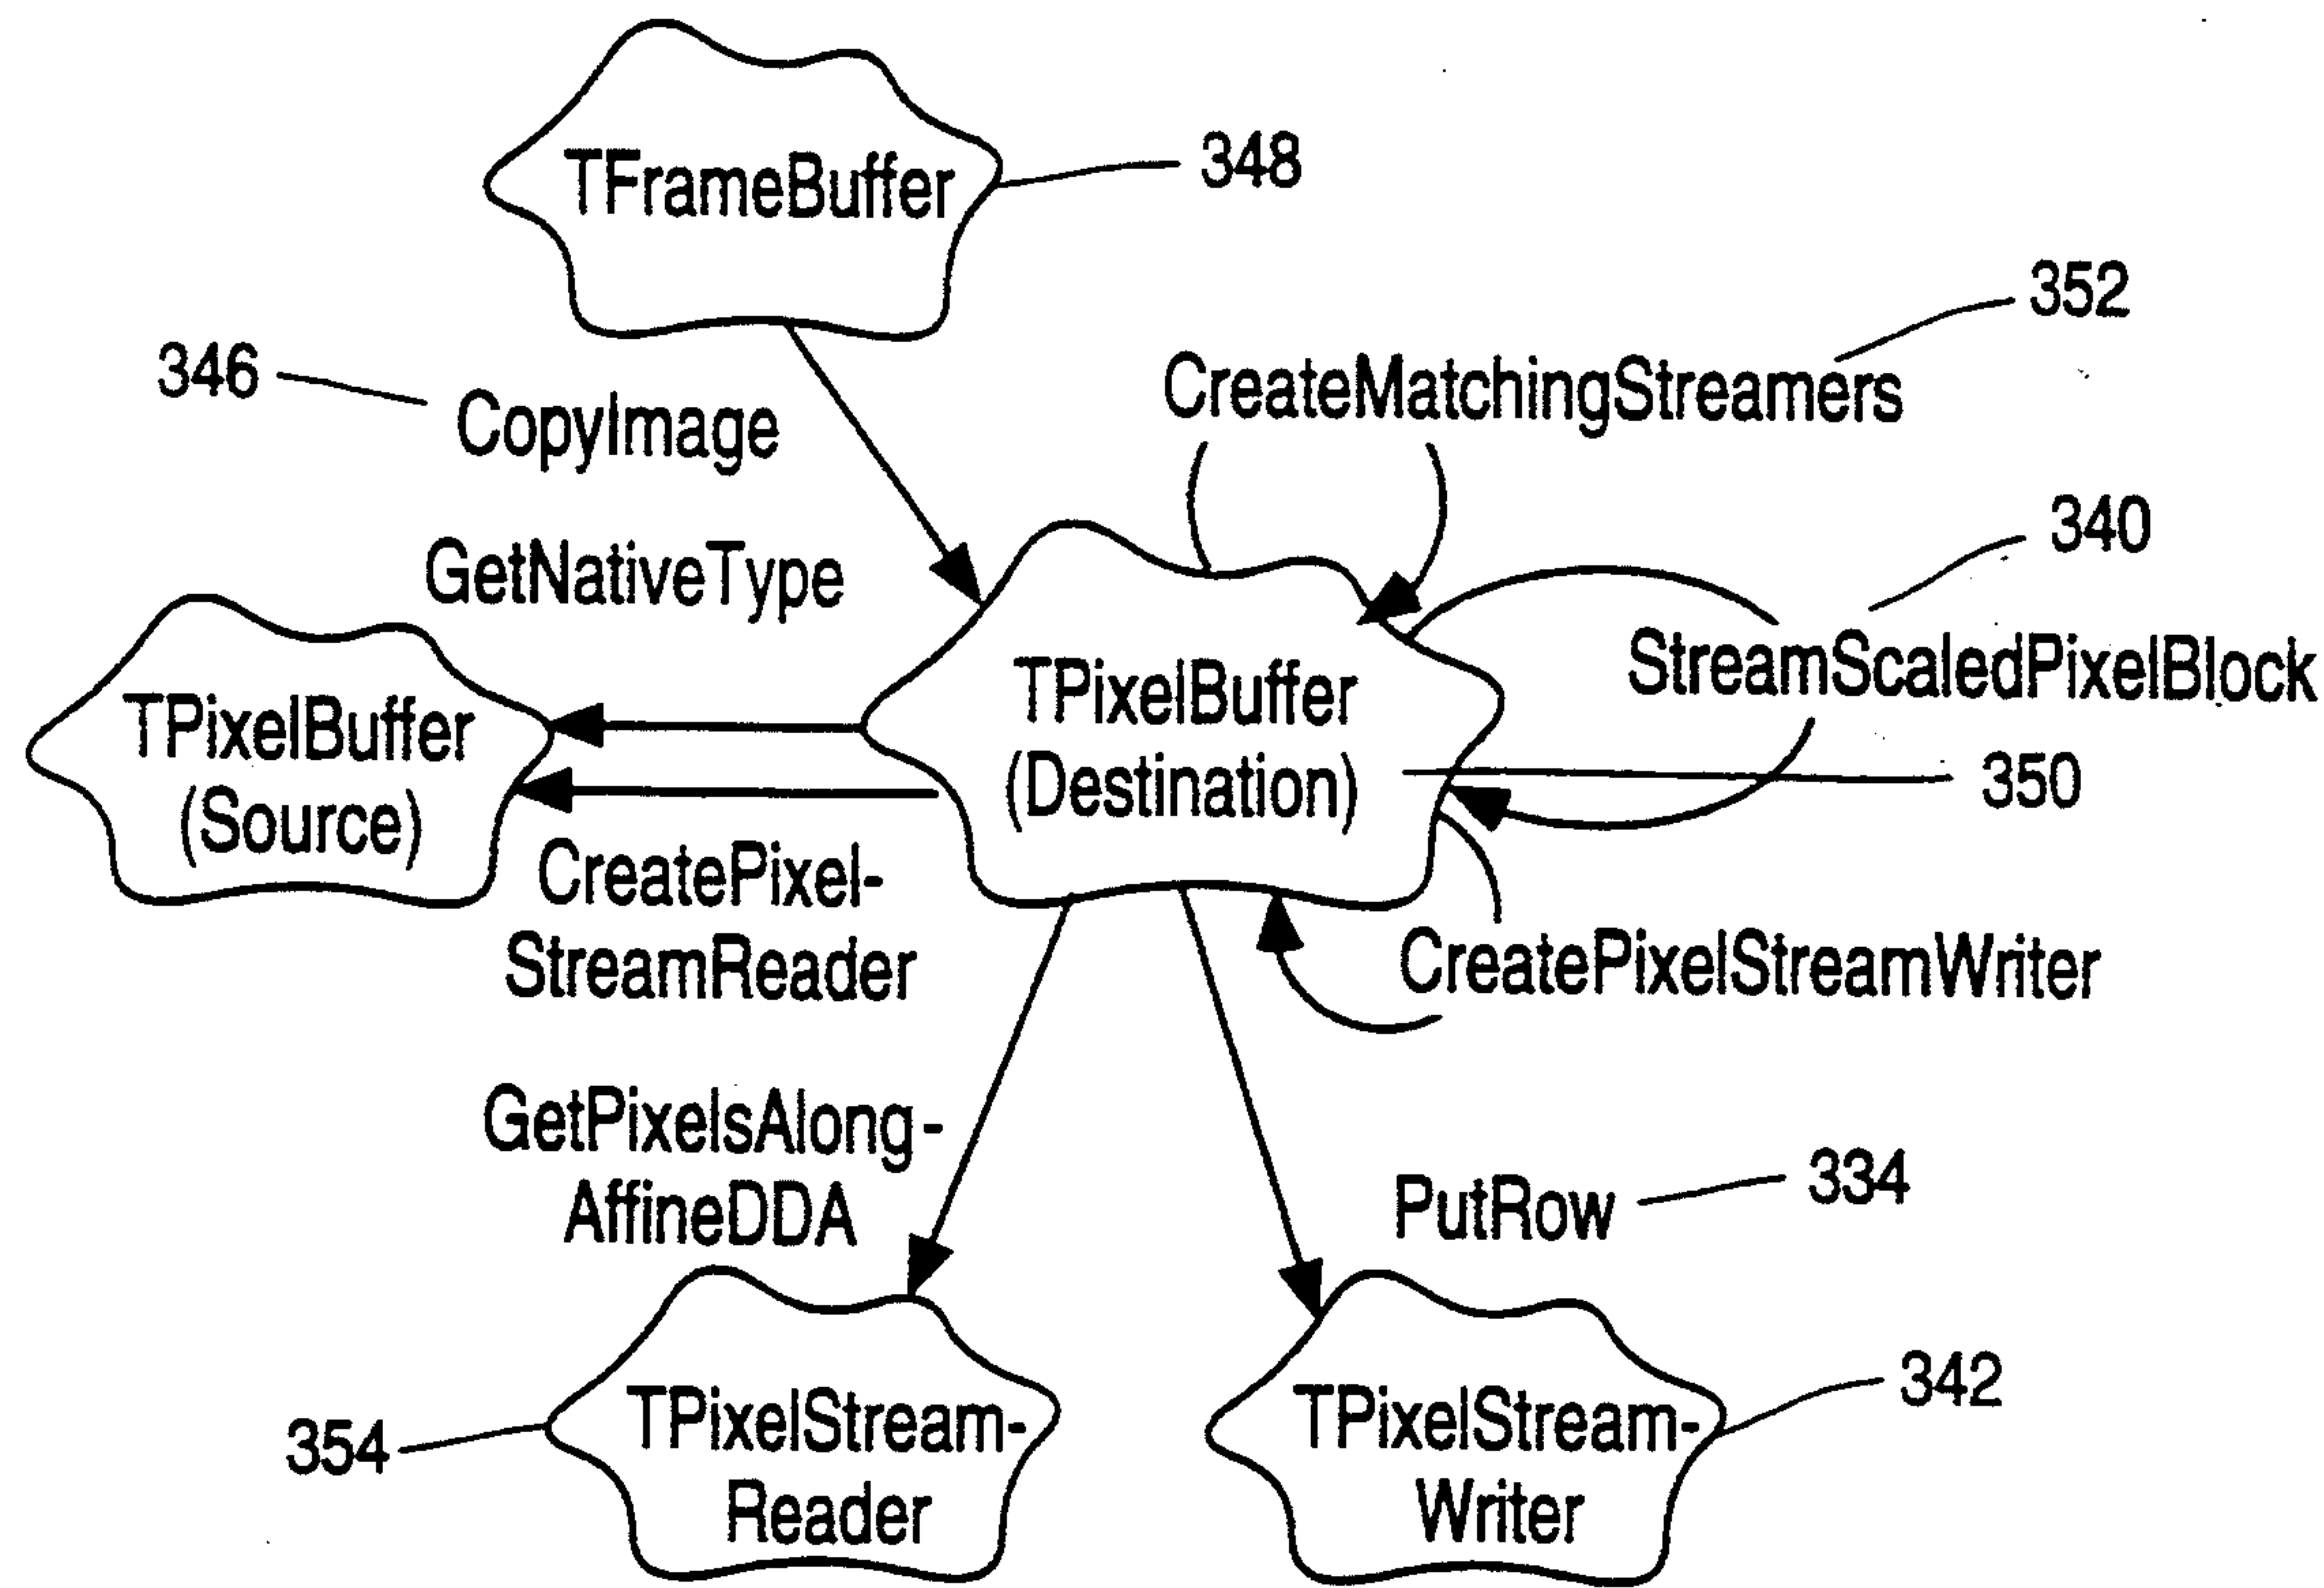 TFrameBuffer
348
352
346
CopyImage
CreateMatchingStreamers
340
GetNativeType
StreamScaledPixelBlock
TPixelBuffer
(Source)
TPixelBuffer
(Destination)
350
CreatePixel-
StreamReader
CreatePixelStreamWriter
GetPixelsAlong-
AffineDDA
PutRow
334
354
TPixelStream-
Reader
TPixelStream-
Writer
342